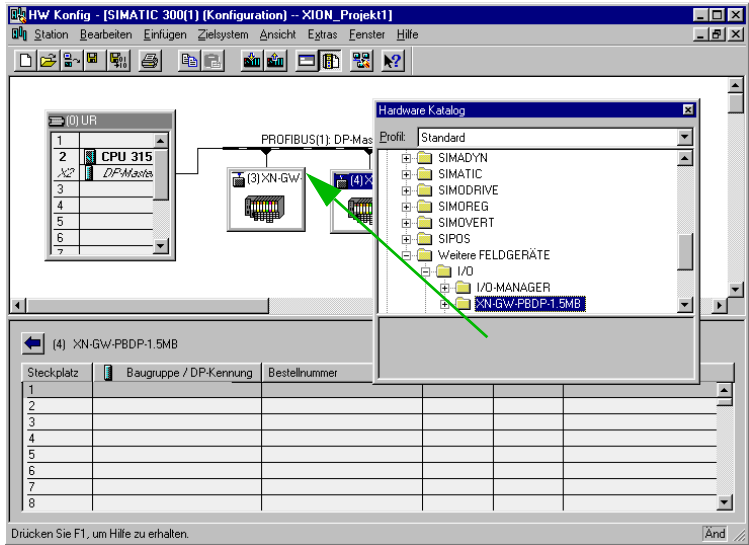 HW Konfig - [SIMATIC 300(1) (Konfiguration) -- XION_Projekt1]
Station Bearbeiten Einfügen Zielsystem Ansicht Extras Fenster Hilfe
(0) UR
1
2 CPU 315
X2 DP-Maste
3
4
5
6
7
PROFIBUS(1): DP-Mas
(3) XN-GW-
(4) X
Hardware Katalog
Profil: Standard
SIMADYN
SIMATIC
SIMODRIVE
SIMOREG
SIMOVERT
SIPOS
Weitere FELDGERÄTE
I/O
I/O-MANAGER
XN-GW-PBDP-1.5MB
(4) XN-GW-PBDP-1.5MB
Steckplatz Baugruppe / DP-Kennung Bestellnummer
1
2
3
4
5
6
7
8
Drücken Sie F1, um Hilfe zu erhalten. Änd